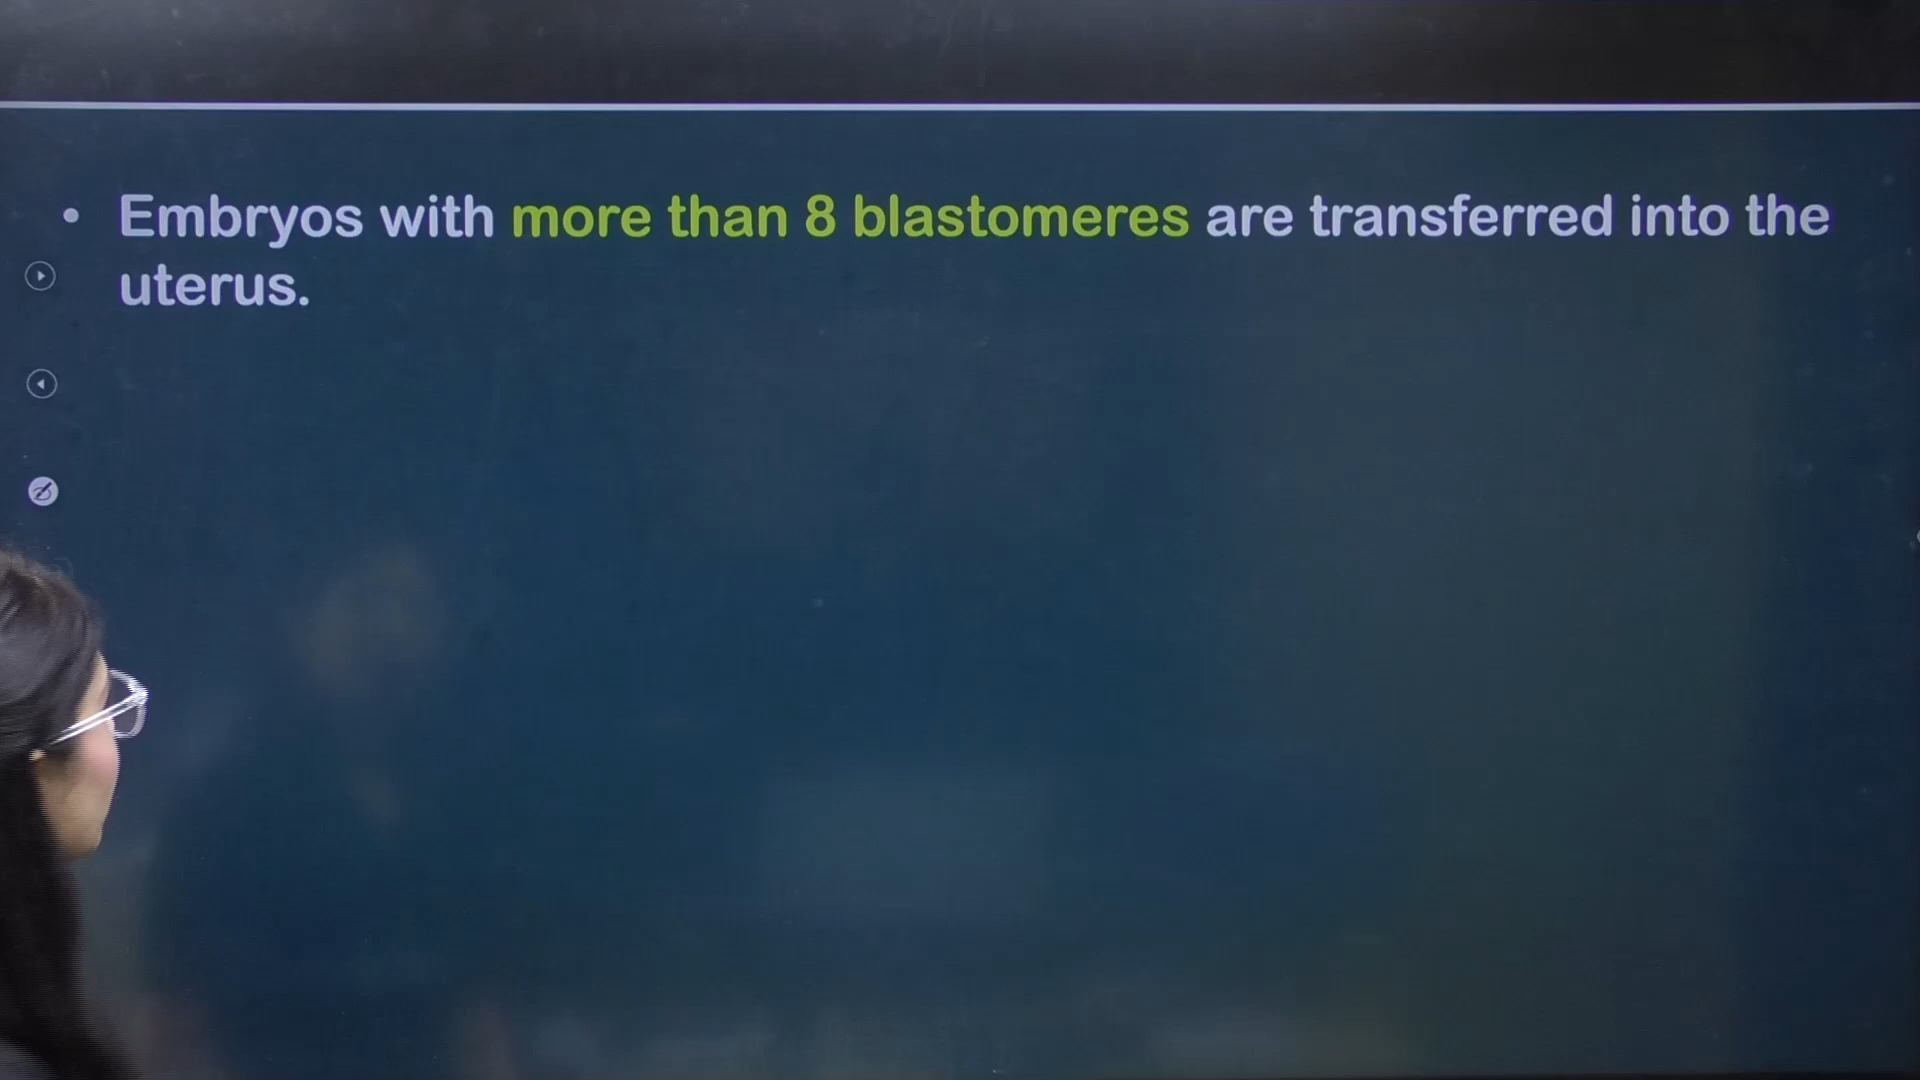 • Embryos with more than 8 blastomeres are transferred into the
uterus.